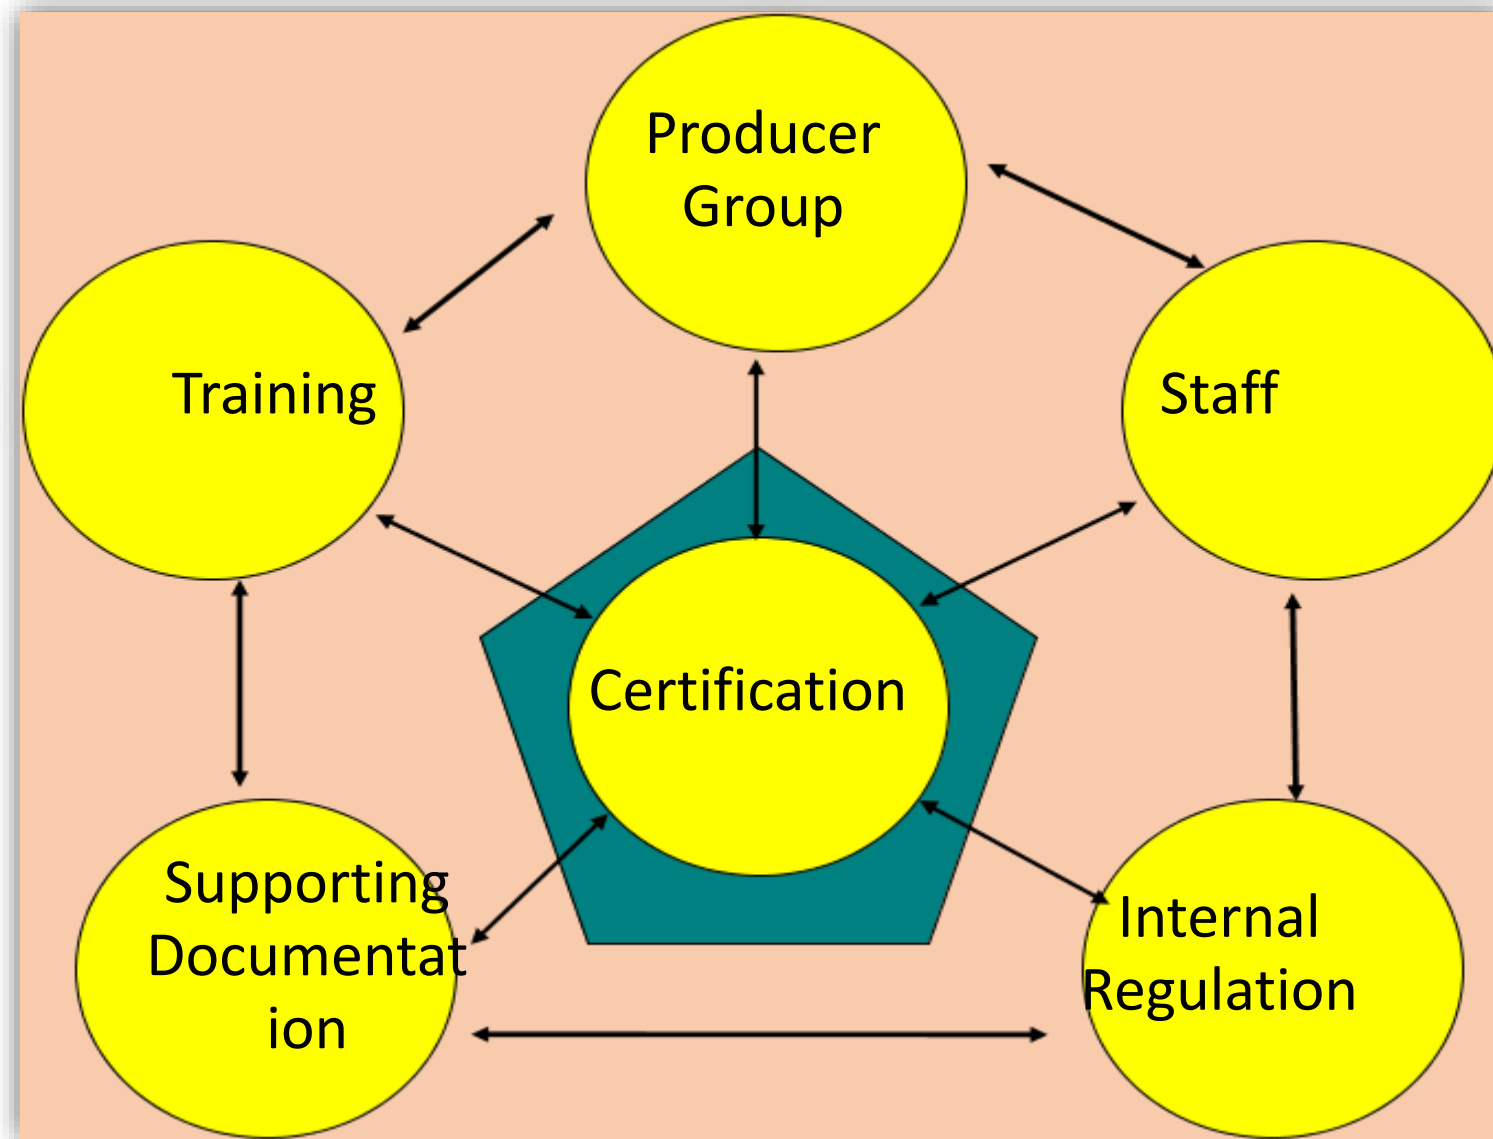 Producer
Group
Training
Staff
Certification
Supporting
Documentat
ion
Internal
Regulation